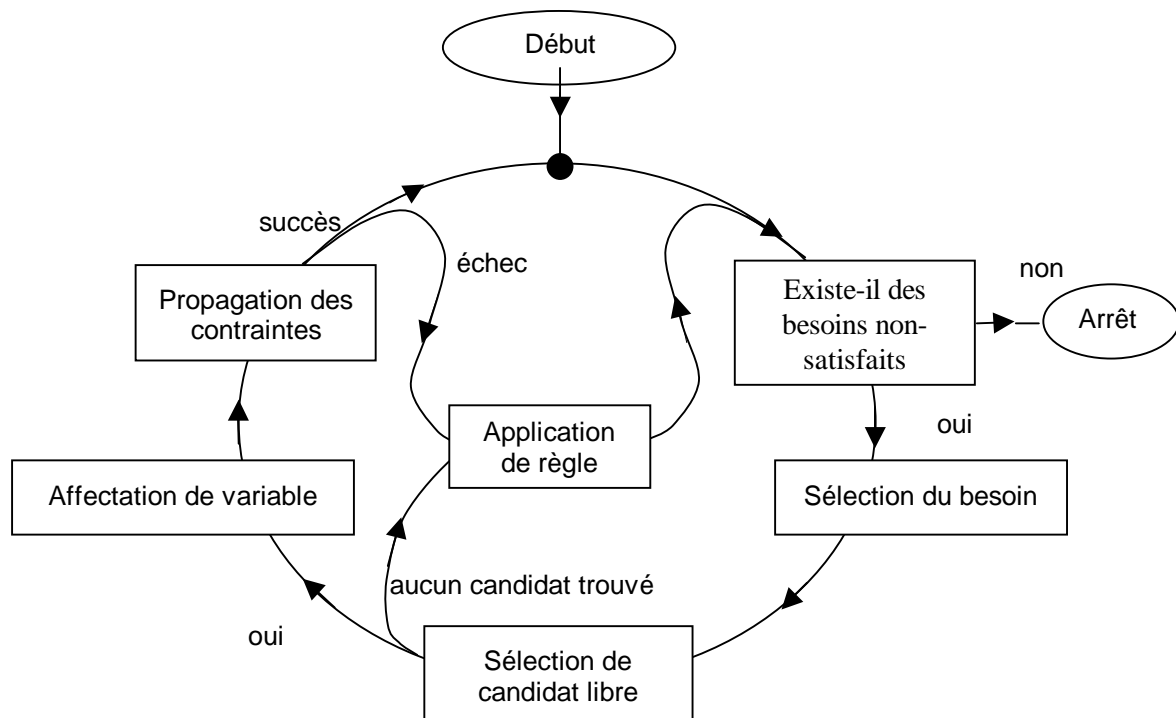 Début
succès
échec
Propagation des
contraintes
Existe-il des
besoins non-
satisfaits
non
Arrêt
Application
de règle
oui
Affectation de variable
Sélection du besoin
aucun candidat trouvé
oui
Sélection de
candidat libre